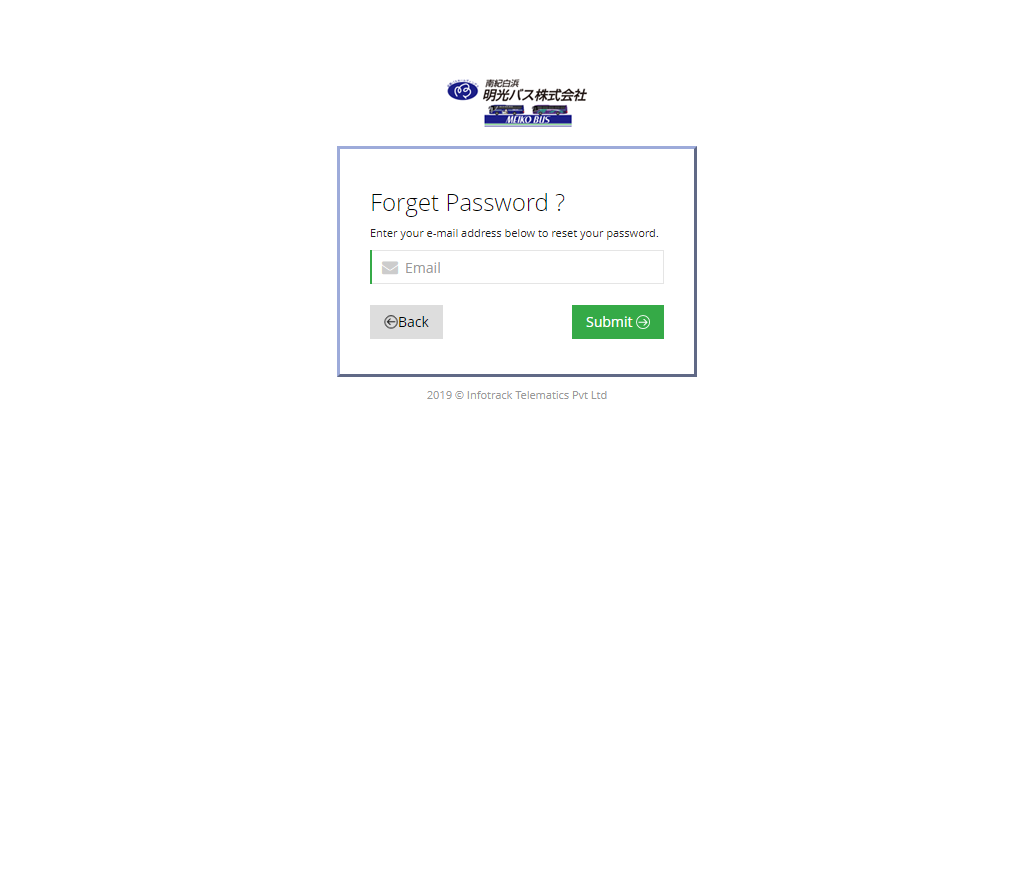 南紀白浜
明光バス株式会社
MEIKO BUS
Forget Password ?
Enter your e-mail address below to reset your password.
Email
Back
Submit
2019 © Infotrack Telematics Pvt Ltd